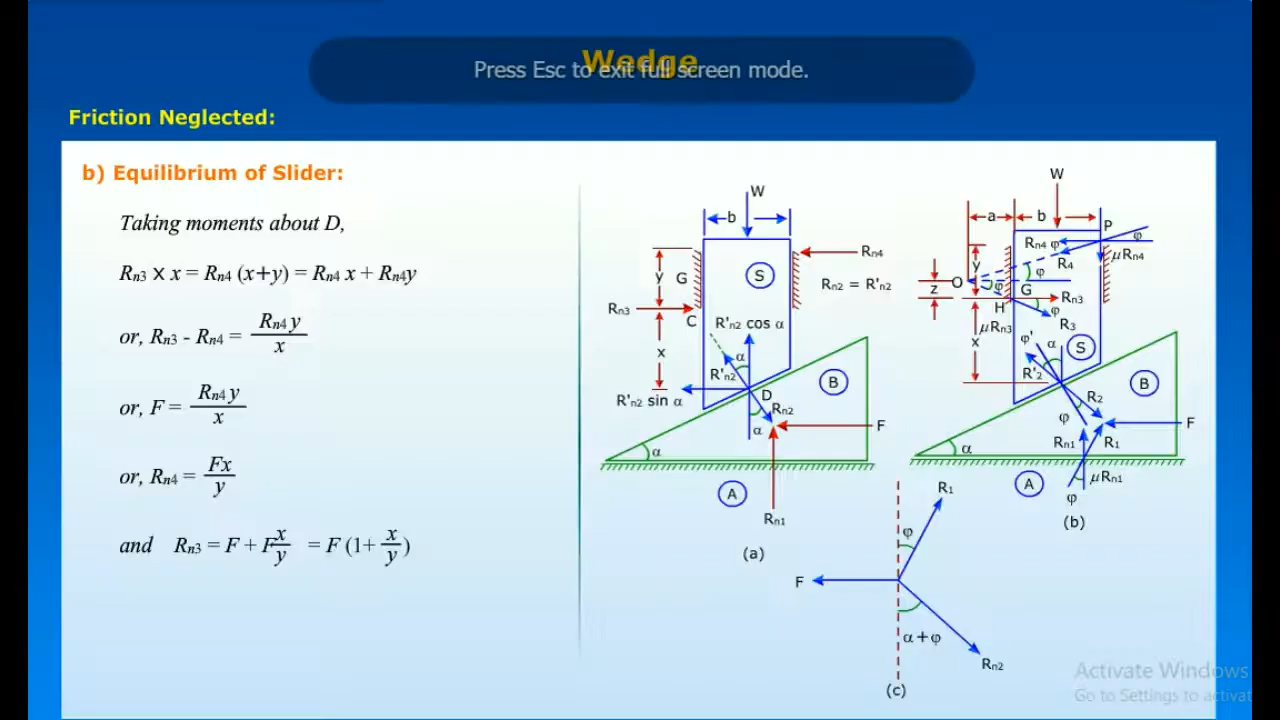 Wedge
Press Esc to exit full screen mode.
Friction Neglected:
b) Equilibrium of Slider:
Taking moments about D,
Rn3 × x = Rn4 (x+y) = Rn4 x + Rn4y
or, Rn3 - Rn4 = Rn4 y / x
or, F = Rn4 y / x
or, Rn4 = Fx / y
and Rn3 = F + F x/y = F (1+ x/y)
W
b
Rn4
y
G
S
Rn2 = R'n2
Rn3
C
R'n2 cos α
x
α
R'n2
B
D
R'n2 sin α
Rn2
α
F
α
A
Rn1
(a)
W
a
b
P
φ
Rn4
φ
μRn4
y
R4
φ
O
z
φ
G
Rn3
H
φ
μRn3
R3
x
φ'
α
S
R'2
B
R2
φ
F
Rn1
R1
α
A
μRn1
φ
(b)
R1
φ
F
α+φ
Rn2
(c)
Activate Windows
Go to Settings to activat